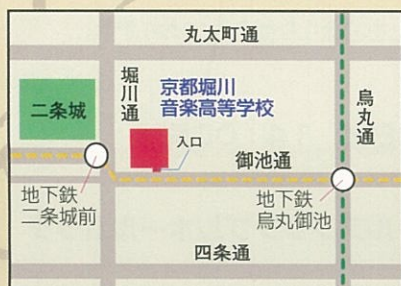 丸太町通
堀川通
京都堀川
音楽高等学校
烏丸通
二条城
入口
御池通
地下鉄
二条城前
地下鉄
烏丸御池
四条通